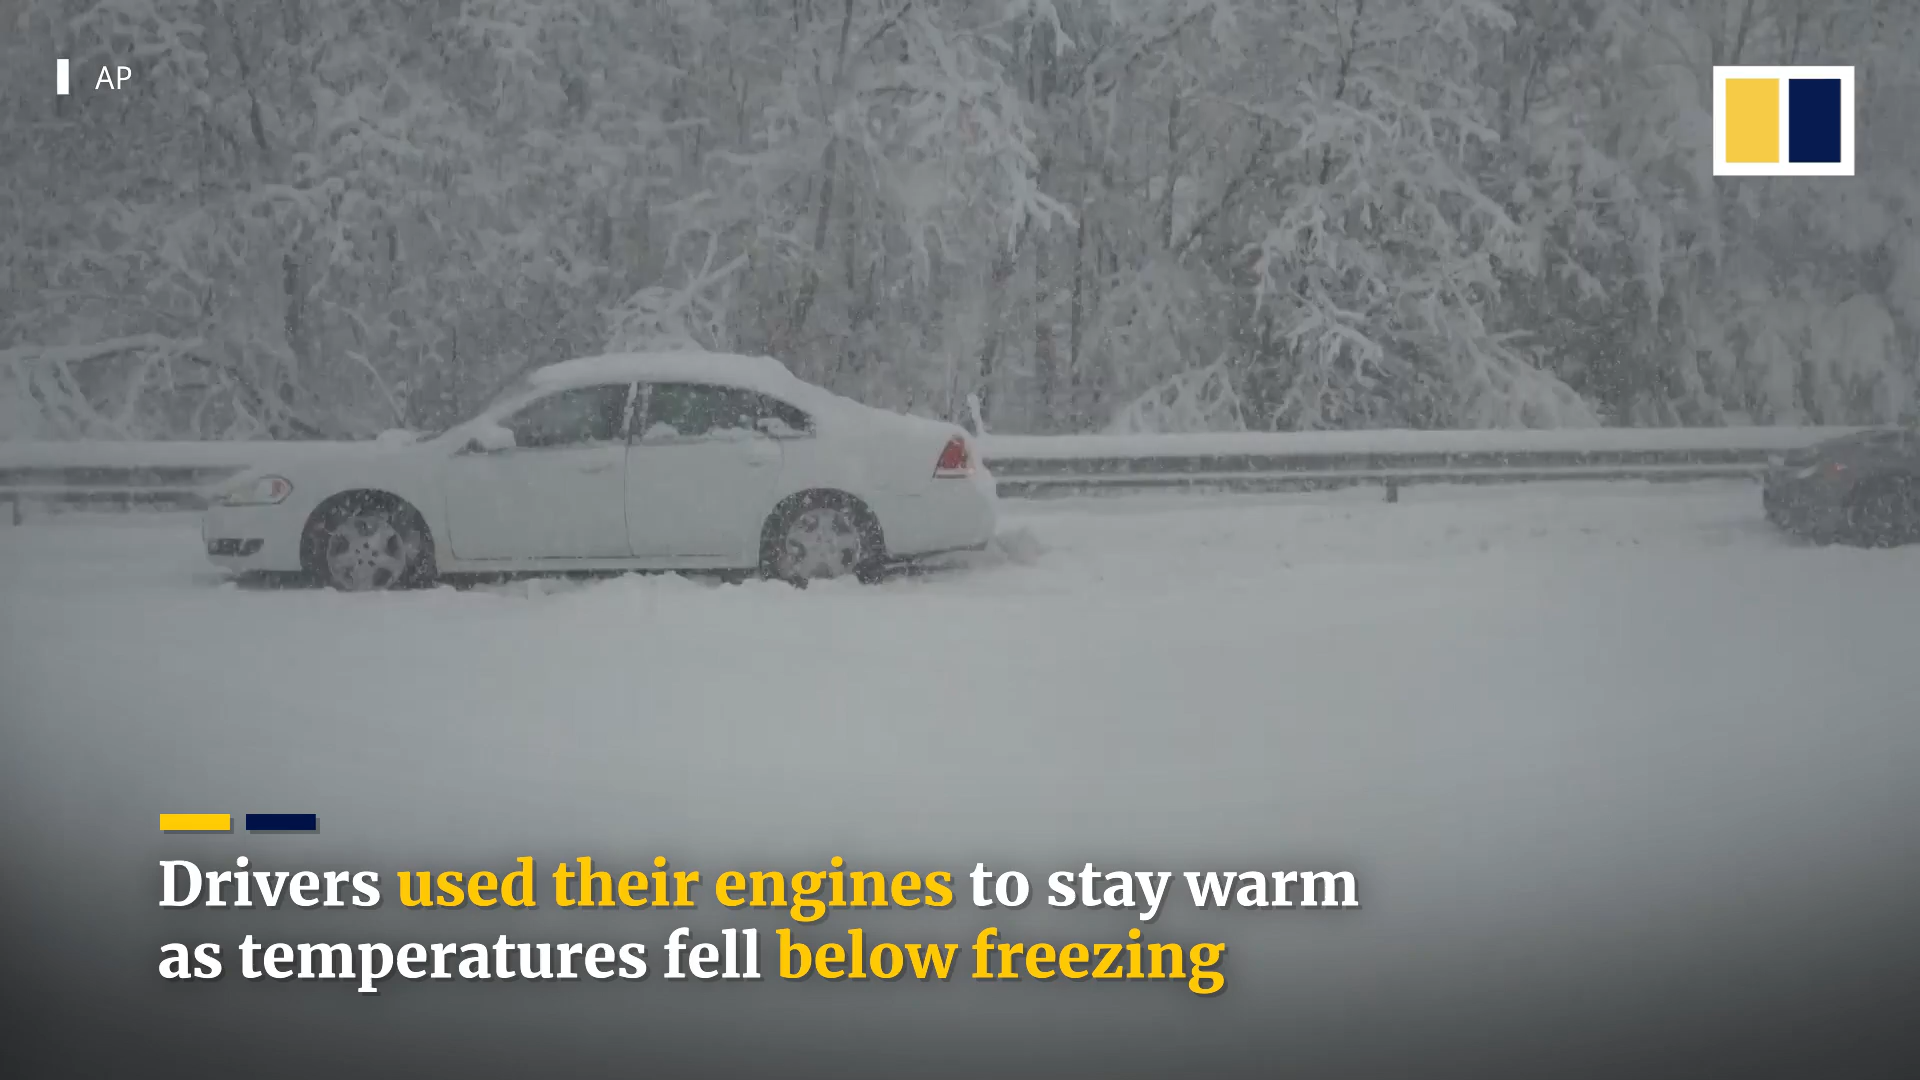 AP
Drivers used their engines to stay warm
as temperatures fell below freezing